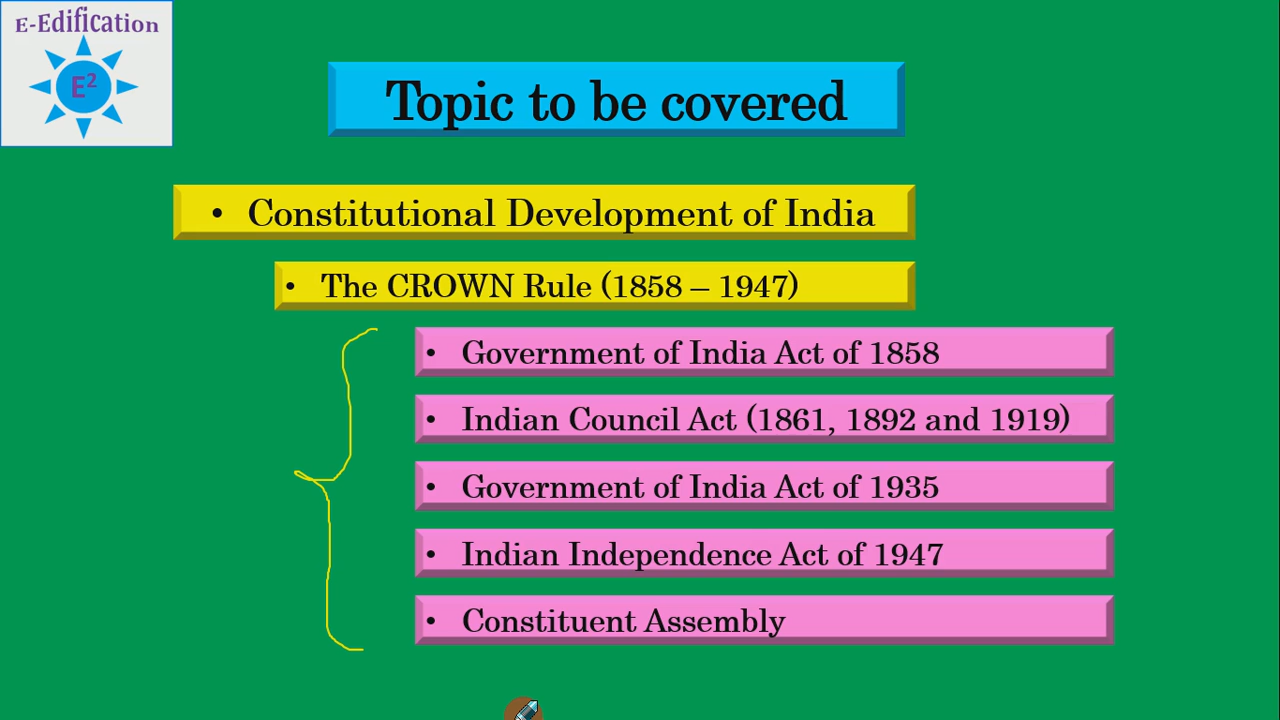 E-Edification
E²
Topic to be covered
• Constitutional Development of India
• The CROWN Rule (1858 – 1947)
• Government of India Act of 1858
• Indian Council Act (1861, 1892 and 1919)
• Government of India Act of 1935
• Indian Independence Act of 1947
• Constituent Assembly